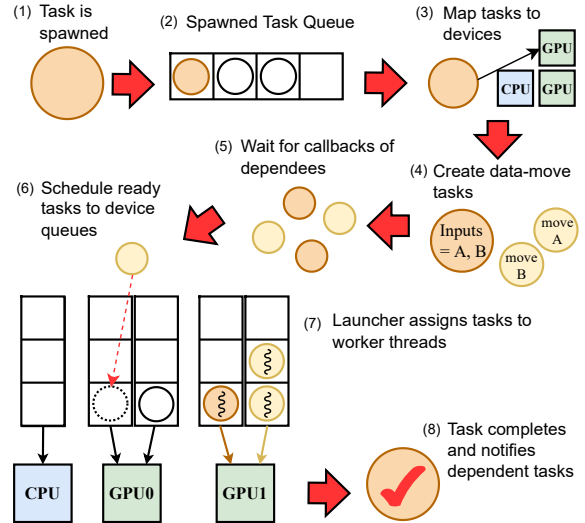 (1) Task is
spawned
(2) Spawned Task Queue
(3) Map tasks to
devices
GPU
CPU
GPU
(4) Create data-move
tasks
Inputs
= A, B
move
A
move
B
(5) Wait for callbacks of
dependees
(6) Schedule ready
tasks to device
queues
(7) Launcher assigns tasks to
worker threads
CPU
GPU0
GPU1
(8) Task completes
and notifies
dependent tasks